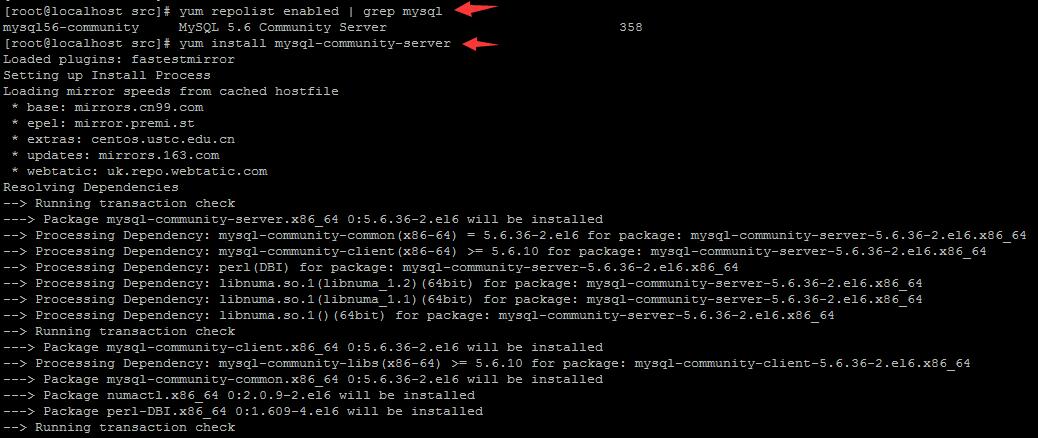 [root@localhost src]# yum repolist enabled | grep mysql
mysql56-community     MySQL 5.6 Community Server                              358
[root@localhost src]# yum install mysql-community-server
Loaded plugins: fastestmirror
Setting up Install Process
Loading mirror speeds from cached hostfile
 * base: mirrors.cn99.com
 * epel: mirror.premi.st
 * extras: centos.ustc.edu.cn
 * updates: mirrors.163.com
 * webtatic: uk.repo.webtatic.com
Resolving Dependencies
--> Running transaction check
---> Package mysql-community-server.x86_64 0:5.6.36-2.el6 will be installed
--> Processing Dependency: mysql-community-common(x86-64) = 5.6.36-2.el6 for package: mysql-community-server-5.6.36-2.el6.x86_64
--> Processing Dependency: mysql-community-client(x86-64) >= 5.6.10 for package: mysql-community-server-5.6.36-2.el6.x86_64
--> Processing Dependency: perl(DBI) for package: mysql-community-server-5.6.36-2.el6.x86_64
--> Processing Dependency: libnuma.so.1(libnuma_1.2)(64bit) for package: mysql-community-server-5.6.36-2.el6.x86_64
--> Processing Dependency: libnuma.so.1(libnuma_1.1)(64bit) for package: mysql-community-server-5.6.36-2.el6.x86_64
--> Processing Dependency: libnuma.so.1()(64bit) for package: mysql-community-server-5.6.36-2.el6.x86_64
--> Running transaction check
---> Package mysql-community-client.x86_64 0:5.6.36-2.el6 will be installed
--> Processing Dependency: mysql-community-libs(x86-64) >= 5.6.10 for package: mysql-community-client-5.6.36-2.el6.x86_64
---> Package mysql-community-common.x86_64 0:5.6.36-2.el6 will be installed
---> Package numactl.x86_64 0:2.0.9-2.el6 will be installed
---> Package perl-DBI.x86_64 0:1.609-4.el6 will be installed
--> Running transaction check